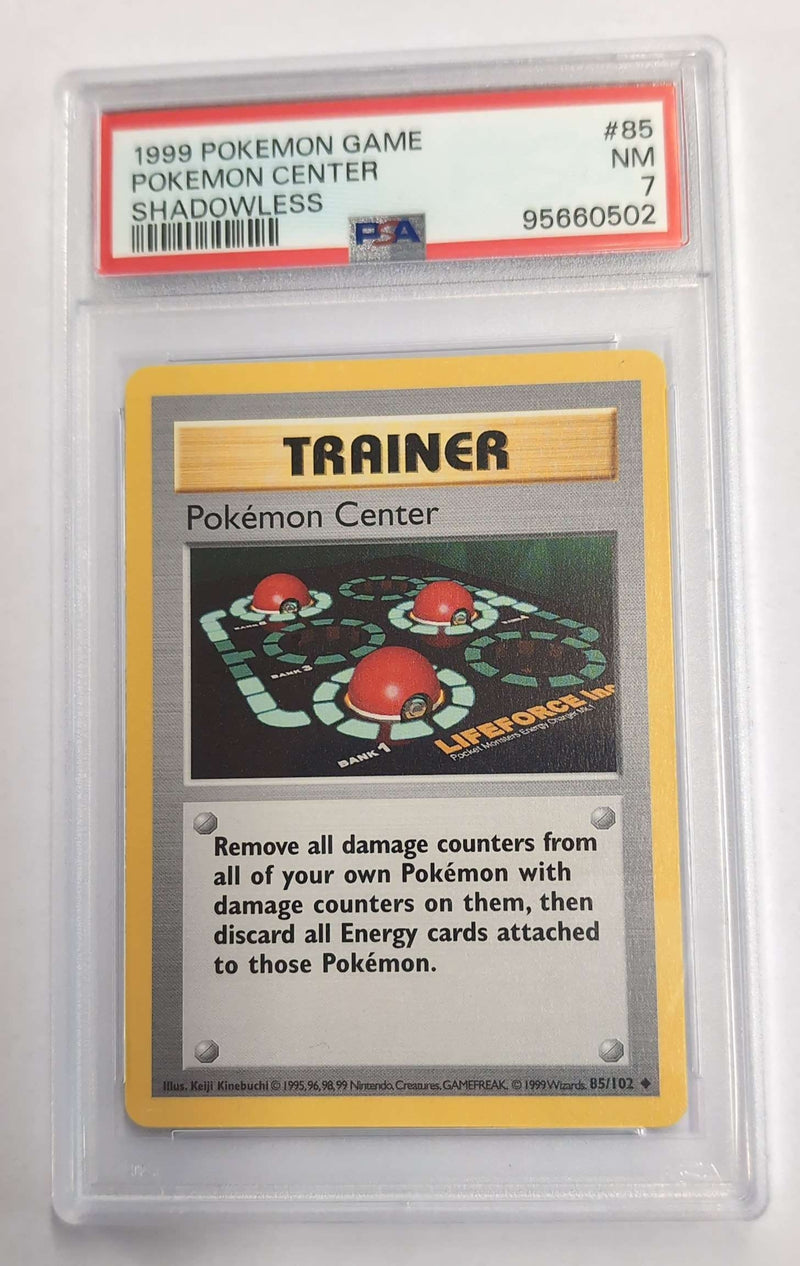 1999 POKEMON GAME #85
POKEMON CENTER NM
SHADOWLESS 7
PSA 95660502
TRAINER
Pokémon Center
BANK 3
BANK 1
LIFEFORCE Inc
Pocket Monsters Energy Charger
Remove all damage counters from
all of your own Pokémon with
damage counters on them, then
discard all Energy cards attached
to those Pokémon.
Illus. Keiji Kinebuchi © 1995, 96, 98, 99 Nintendo, Creatures, GAMEFREAK. © 1999 Wizards. 85/102 ◆